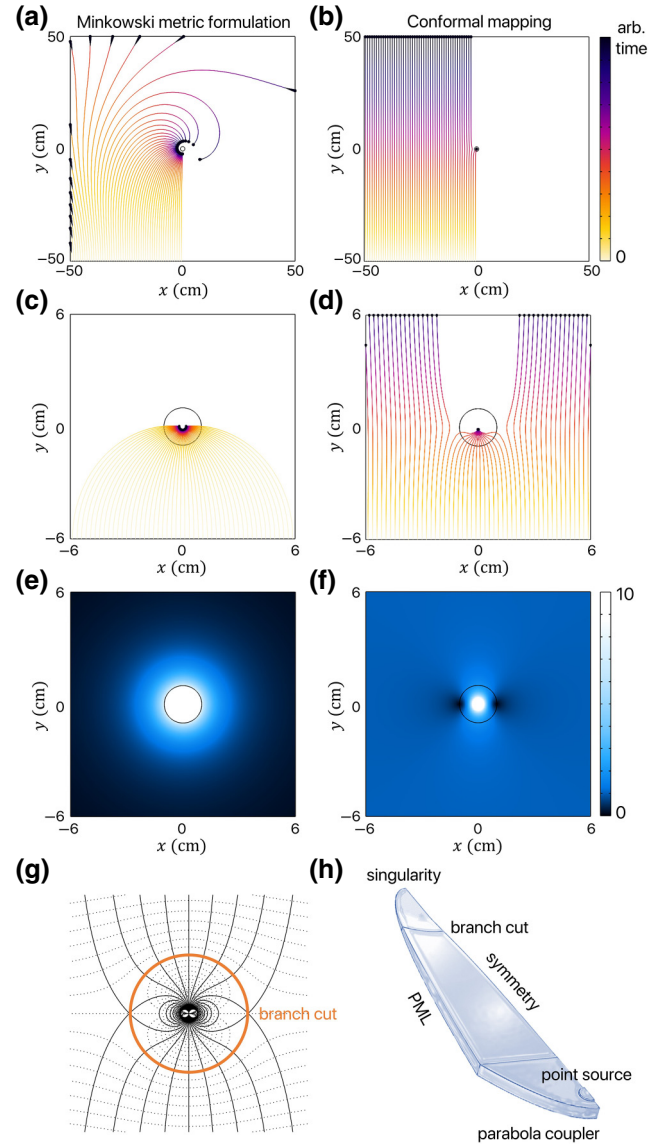 (a) Minkowski metric formulation
(b) Conformal mapping
arb.
time
50
y (cm)
0
−50
−50
0
50
x (cm)
50
y (cm)
0
−50
−50
0
50
x (cm)
0
(c)
6
y (cm)
0
−6
−6
0
6
x (cm)
(d)
6
y (cm)
0
−6
−6
0
6
x (cm)
(e)
6
y (cm)
0
−6
−6
0
6
x (cm)
(f)
6
y (cm)
0
−6
−6
0
6
x (cm)
10
0
(g)
branch cut
(h)
singularity
branch cut
symmetry
PML
point source
parabola coupler